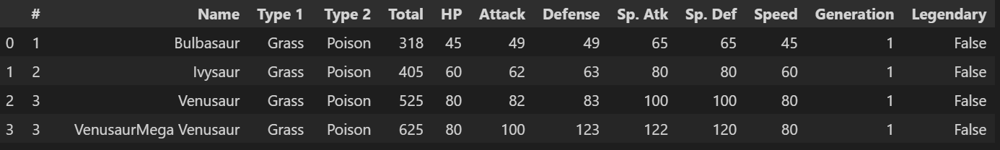 # Name Type 1 Type 2 Total HP Attack Defense Sp. Atk Sp. Def Speed Generation Legendary
0 1 Bulbasaur Grass Poison 318 45 49 49 65 65 45 1 False
1 2 Ivysaur Grass Poison 405 60 62 63 80 80 60 1 False
2 3 Venusaur Grass Poison 525 80 82 83 100 100 80 1 False
3 3 VenusaurMega Venusaur Grass Poison 625 80 100 123 122 120 80 1 False